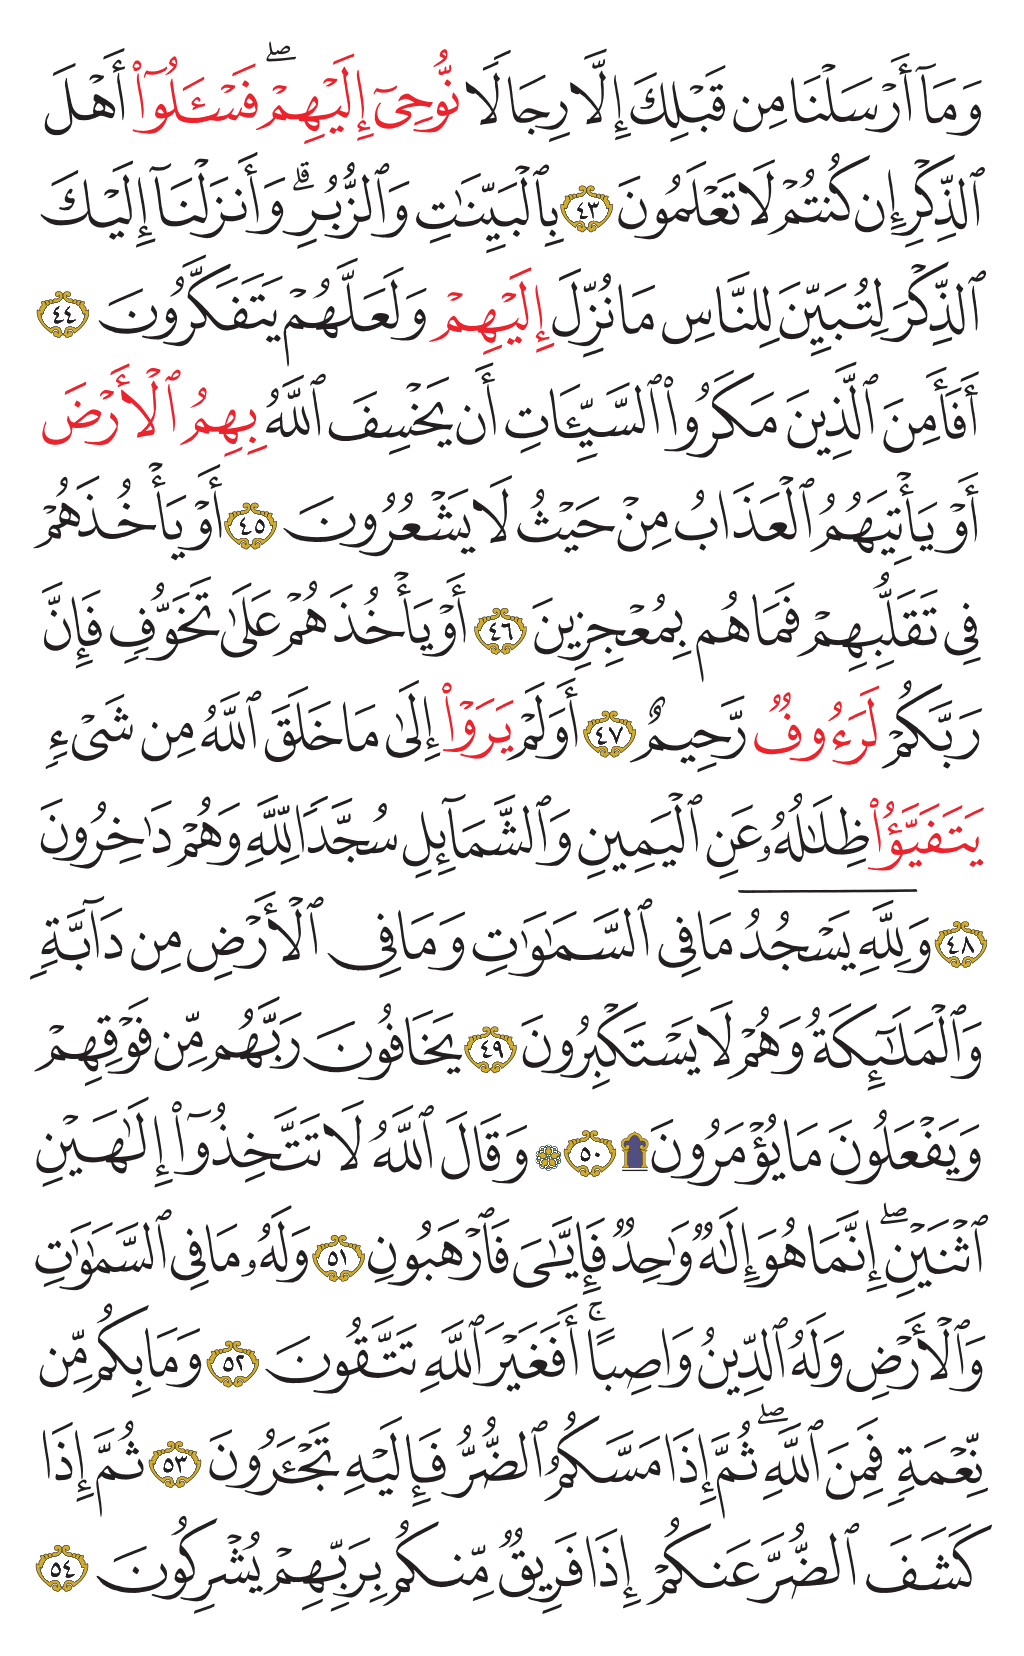 وَمَآ أَرۡسَلۡنَا مِن قَبۡلِكَ إِلَّا رِجَالٗا نُّوحِيٓ إِلَيۡهِمۡۖ فَسۡـَٔلُوٓاْ أَهۡلَ
ٱلذِّكۡرِ إِن كُنتُمۡ لَا تَعۡلَمُونَ ٤٣ بِٱلۡبَيِّنَٰتِ وَٱلزُّبُرِۗ وَأَنزَلۡنَآ إِلَيۡكَ
ٱلذِّكۡرَ لِتُبَيِّنَ لِلنَّاسِ مَا نُزِّلَ إِلَيۡهِمۡ وَلَعَلَّهُمۡ يَتَفَكَّرُونَ ٤٤
أَفَأَمِنَ ٱلَّذِينَ مَكَرُواْ ٱلسَّيِّـَٔاتِ أَن يَخۡسِفَ ٱللَّهُ بِهِمُ ٱلۡأَرۡضَ
أَوۡ يَأۡتِيَهُمُ ٱلۡعَذَابُ مِنۡ حَيۡثُ لَا يَشۡعُرُونَ ٤٥ أَوۡ يَأۡخُذَهُمۡ
فِي تَقَلُّبِهِمۡ فَمَا هُم بِمُعۡجِزِينَ ٤٦ أَوۡ يَأۡخُذَهُمۡ عَلَىٰ تَخَوُّفٖ فَإِنَّ
رَبَّكُمۡ لَرَءُوفٞ رَّحِيمٌ ٤٧ أَوَلَمۡ يَرَوۡاْ إِلَىٰ مَا خَلَقَ ٱللَّهُ مِن شَيۡءٖ
يَتَفَيَّؤُاْ ظِلَٰلُهُۥ عَنِ ٱلۡيَمِينِ وَٱلشَّمَآئِلِ سُجَّدٗا لِّلَّهِ وَهُمۡ دَٰخِرُونَ
٤٨ وَلِلَّهِۤ يَسۡجُدُۤ مَا فِي ٱلسَّمَٰوَٰتِ وَمَا فِي ٱلۡأَرۡضِ مِن دَآبَّةٖ
وَٱلۡمَلَٰٓئِكَةُ وَهُمۡ لَا يَسۡتَكۡبِرُونَ ٤٩ يَخَافُونَ رَبَّهُم مِّن فَوۡقِهِمۡ
وَيَفۡعَلُونَ مَا يُؤۡمَرُونَ ۩ ٥٠ ۞ وَقَالَ ٱللَّهُ لَا تَتَّخِذُوٓاْ إِلَٰهَيۡنِ
ٱثۡنَيۡنِۖ إِنَّمَا هُوَ إِلَٰهٞ وَٰحِدٞ فَإِيَّٰيَ فَٱرۡهَبُونِ ٥١ وَلَهُۥ مَا فِي ٱلسَّمَٰوَٰتِ
وَٱلۡأَرۡضِ وَلَهُ ٱلدِّينُ وَاصِبًاۚ أَفَغَيۡرَ ٱللَّهِ تَتَّقُونَ ٥٢ وَمَا بِكُم مِّن
نِّعۡمَةٖ فَمِنَ ٱللَّهِۖ ثُمَّ إِذَا مَسَّكُمُ ٱلضُّرُّ فَإِلَيۡهِ تَجۡـَٔرُونَ ٥٣ ثُمَّ إِذَا
كَشَفَ ٱلضُّرَّ عَنكُمۡ إِذَا فَرِيقٞ مِّنكُم بِرَبِّهِمۡ يُشۡرِكُونَ ٥٤